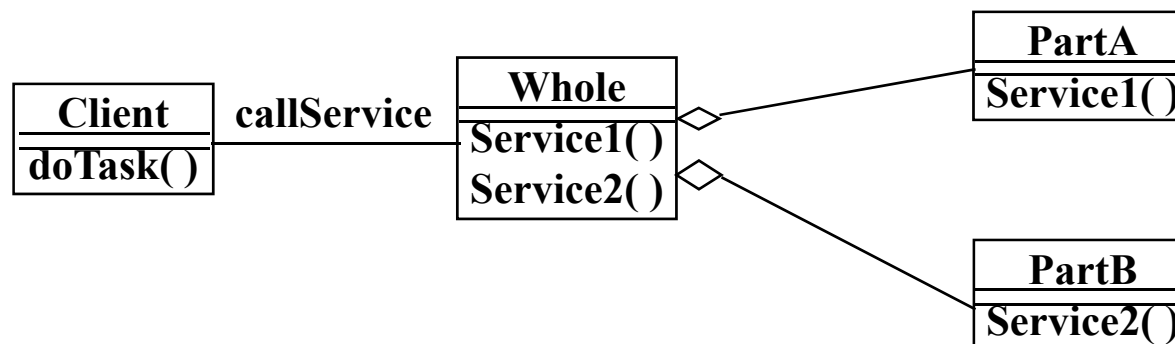 Client
doTask( )
callService
Whole
Service1( )
Service2( )
PartA
Service1( )
PartB
Service2( )